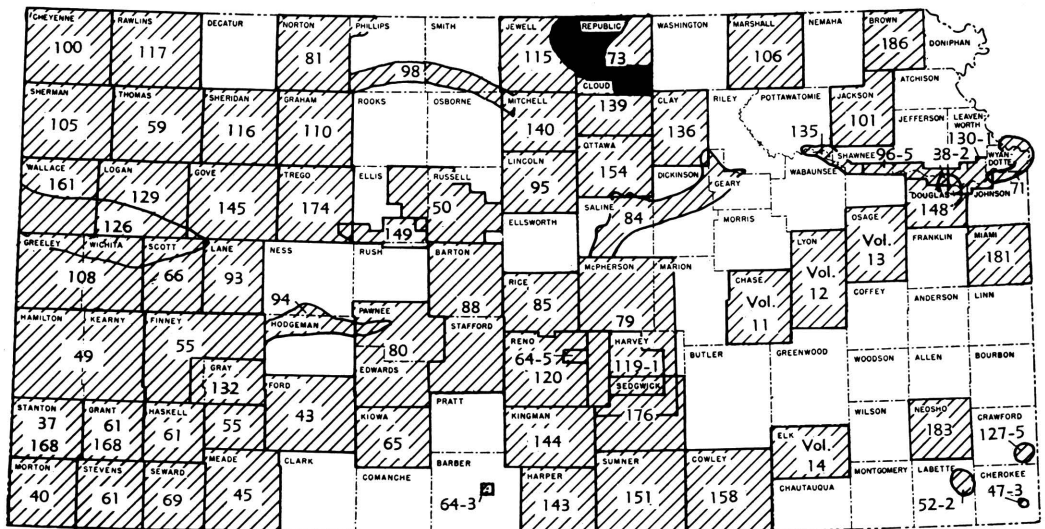 CHEYENNE RAWLINS DECATUR NORTON PHILLIPS SMITH JEWELL REPUBLIC WASHINGTON MARSHALL NEMAHA BROWN
100 117 81 115 73 106 186 DONIPHAN
98 CLOUD ATCHISON
SHERMAN THOMAS SHERIDAN GRAHAM ROOKS OSBORNE MITCHELL 139 CLAY RILEY POTTAWATOMIE JACKSON JEFFERSON LEAVEN WORTH
105 59 116 110 140 136 135 101 130-1
OTTAWA SHAWNEE 96-5 38-2 WYAN DOTTE
WALLACE LOGAN GOVE TREGO ELLIS RUSSELL LINCOLN 154 DICKINSON GEARY WABAUNSEE DOUGLAS JOHNSON 71
161 129 145 174 50 95 SALINE 84 148
126 149 ELLSWORTH MORRIS OSAGE
GREELEY WICHITA SCOTT LANE NESS RUSH BARTON LYON Vol. 13 FRANKLIN MIAMI
108 66 93 88 RICE McPHERSON MARION CHASE Vol. 12 181
94 85 79 Vol. 11 COFFEY ANDERSON LINN
HAMILTON KEARNY FINNEY HODGEMAN PAWNEE STAFFORD
49 55 80 RENO HARVEY
GRAY EDWARDS 64-5 119-1 BUTLER GREENWOOD WOODSON ALLEN BOURBON
132 FORD PRATT 120 SEDGWICK
STANTON GRANT HASKELL 55 43 KIOWA KINGMAN 176 WILSON NEOSHO CRAWFORD
37 61 61 65 144 ELK 183 127-5
168 168 Vol. 14
MORTON STEVENS SEWARD MEADE CLARK COMANCHE BARBER HARPER SUMNER COWLEY CHAUTAUQUA MONTGOMERY LABETTE CHEROKEE
40 61 69 45 64-3 143 151 158 52-2 47-3